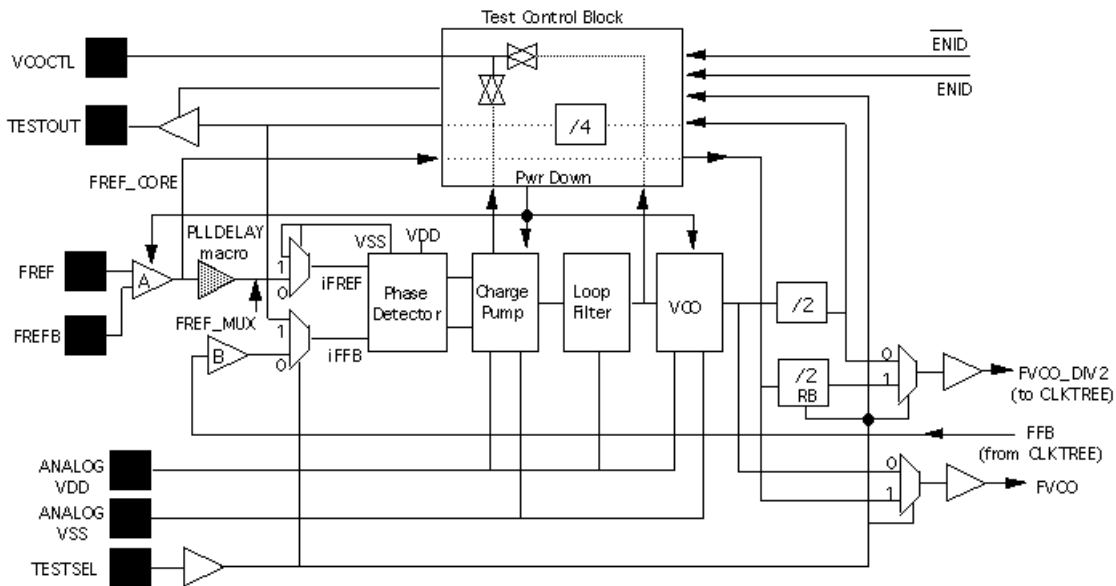 Test Control Block
VCOCTL
ENID
ENID
TESTOUT
/4
FREF_CORE
Pwr Down
PLLDELAY
macro
VSS
VDD
FREF
A
1
0
iFREF
Phase
Detector
Charge
Pump
Loop
Filter
VCO
/2
FREFB
FREF_MUX
1
0
iFFB
B
/2
RB
0
1
FVCO_DIV2
(to CLKTREE)
FFB
(from CLKTREE)
ANALOG
VDD
0
1
FVCO
ANALOG
VSS
TESTSEL